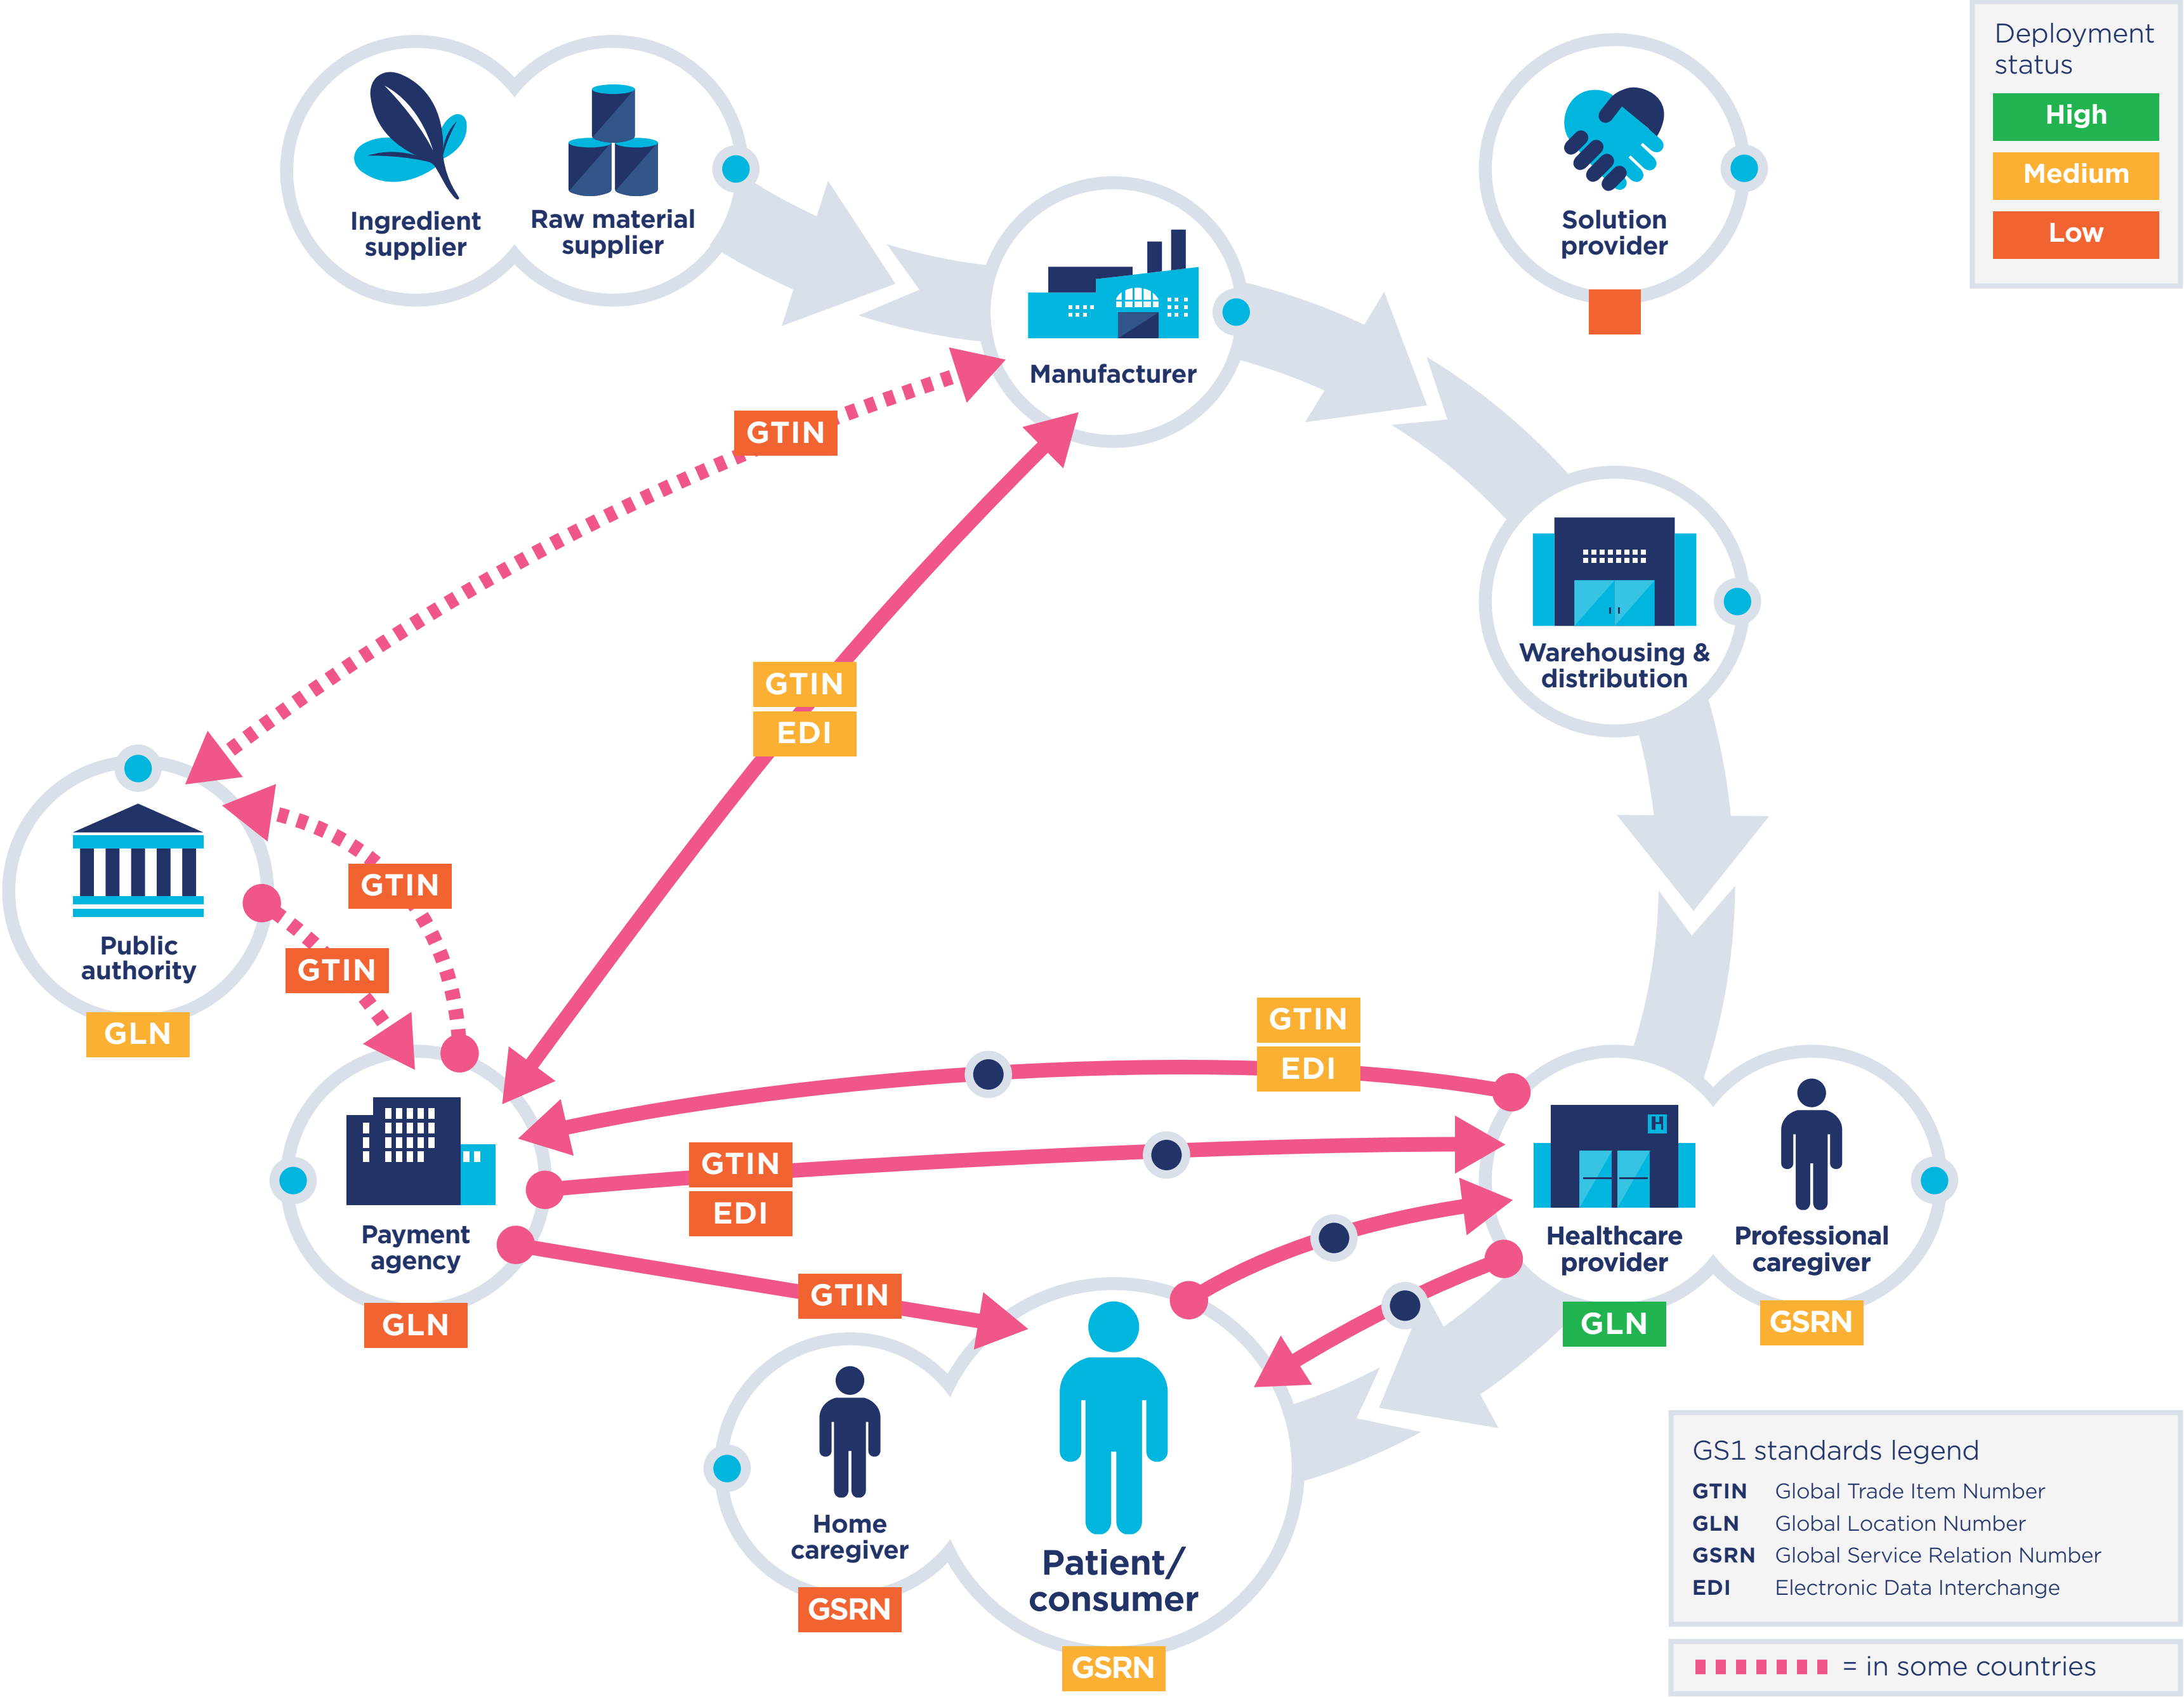 Deployment
status
High
Medium
Low
Ingredient
supplier
Raw material
supplier
Solution
provider
Manufacturer
GTIN
Warehousing &
distribution
GTIN
EDI
GTIN
Public
authority
GTIN
GLN
GTIN
EDI
GTIN
EDI
Payment
agency
GLN
H
Healthcare
provider
Professional
caregiver
GLN
GSRN
GTIN
Home
caregiver
GSRN
Patient/
consumer
GSRN
GS1 standards legend
GTIN Global Trade Item Number
GLN Global Location Number
GSRN Global Service Relation Number
EDI Electronic Data Interchange
= in some countries